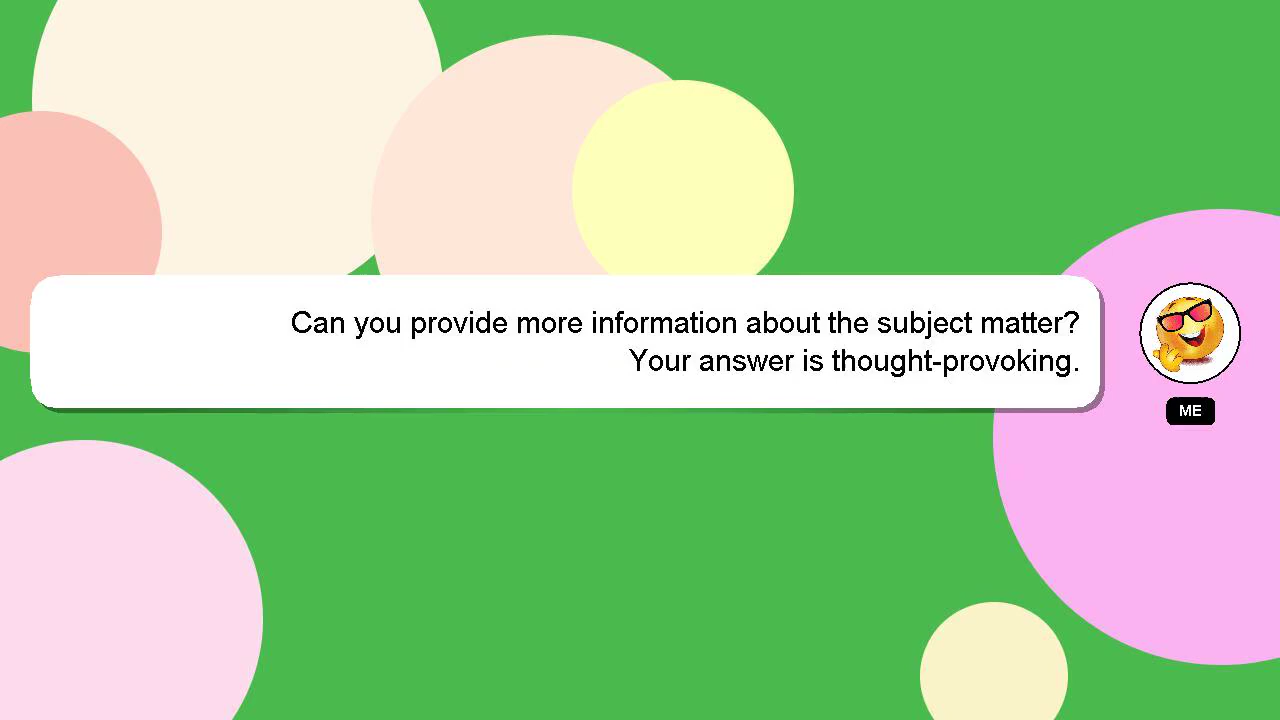 Can you provide more information about the subject matter?
Your answer is thought-provoking.
ME